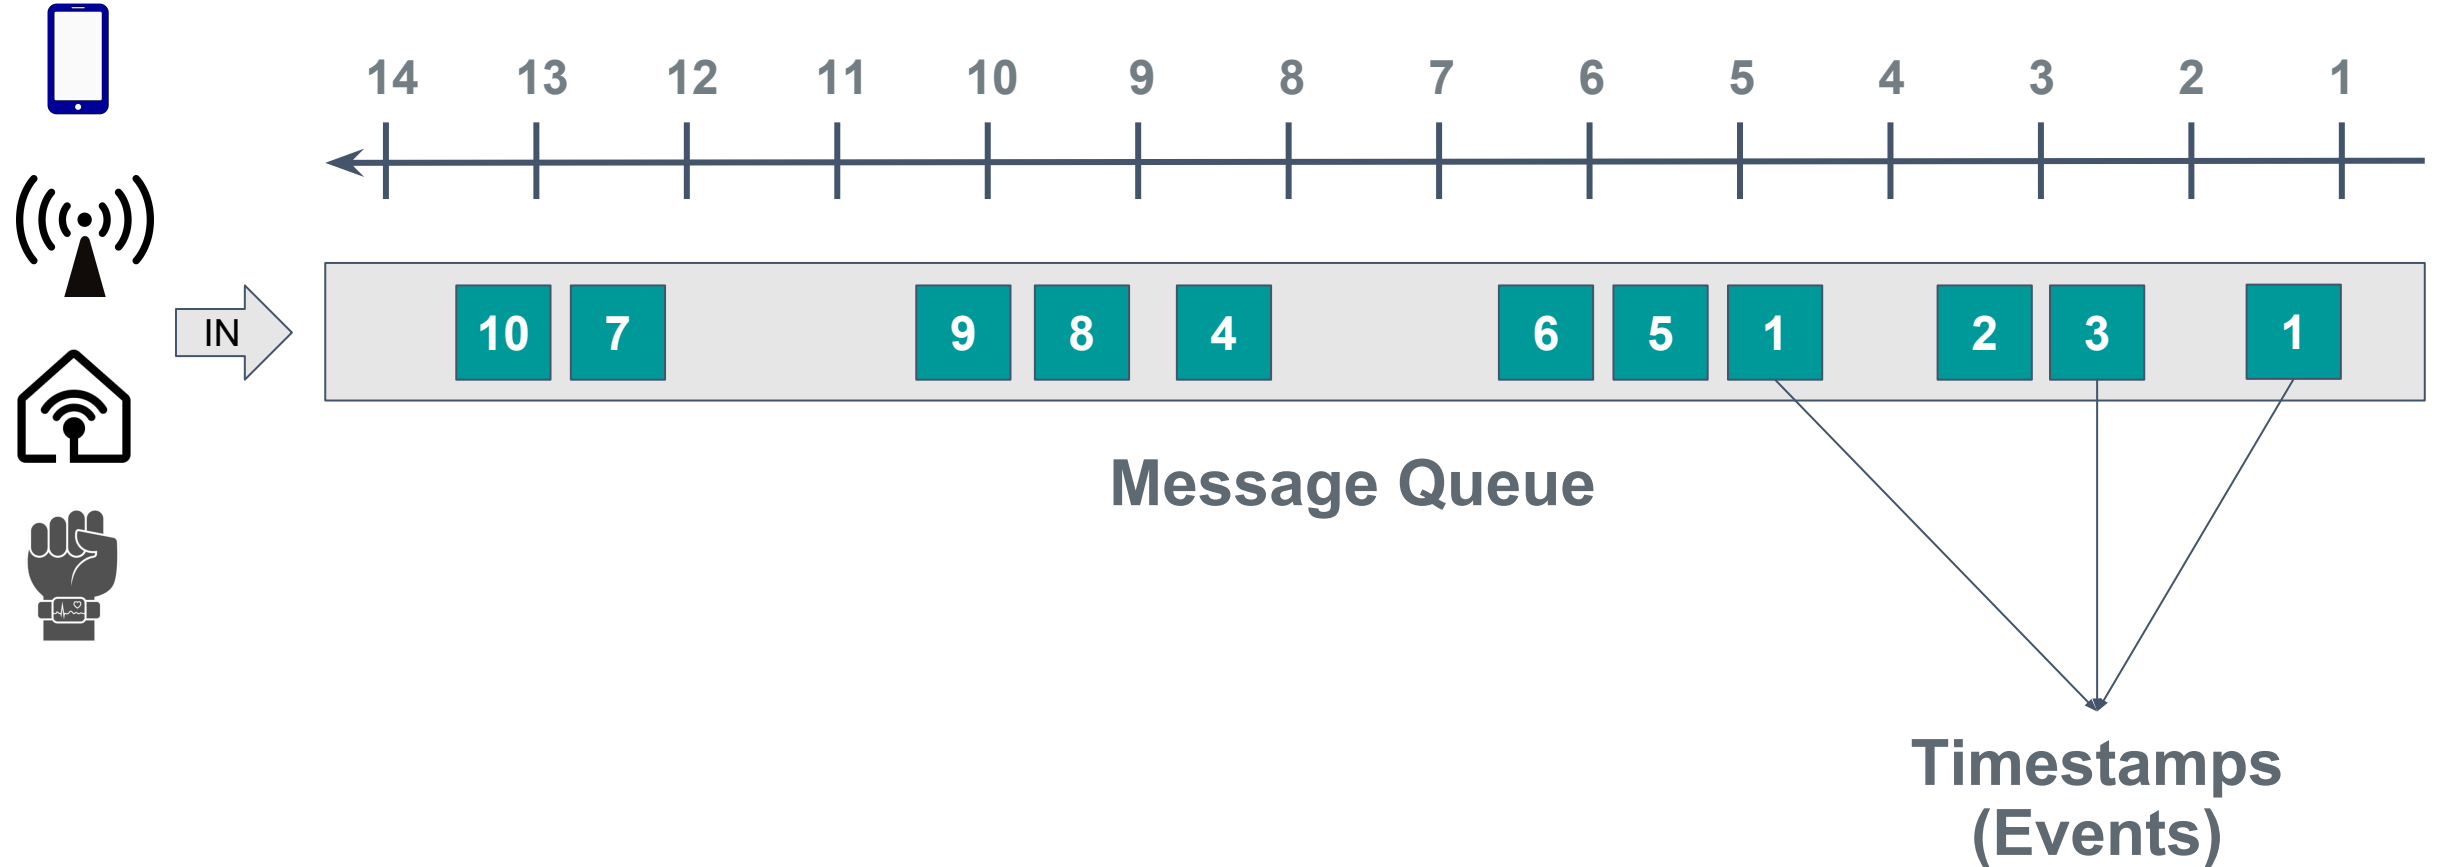 14 13 12 11 10 9 8 7 6 5 4 3 2 1
IN 10 7 9 8 4 6 5 1 2 3 1
Message Queue
Timestamps
(Events)